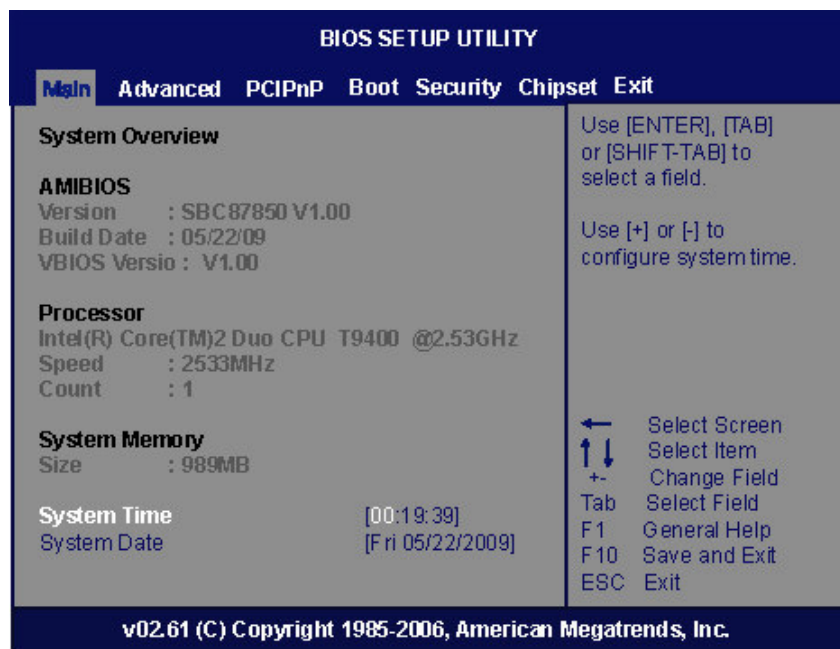 BIOS SETUP UTILITY
Main Advanced PCIPnP Boot Security Chipset Exit
System Overview
AMIBIOS
Version : SBC87850 V1.00
Build Date : 05/22/09
VBIOS Versio : V1.00
Processor
Intel(R) Core(TM)2 Duo CPU T9400 @2.53GHz
Speed : 2533MHz
Count : 1
System Memory
Size : 989MB
System Time [00:19:39]
System Date [Fri 05/22/2009]
Use [ENTER], [TAB]
or [SHIFT-TAB] to
select a field.
Use [+] or [-] to
configure system time.
← Select Screen
↑↓ Select Item
+- Change Field
Tab Select Field
F1 General Help
F10 Save and Exit
ESC Exit
v02.61 (C) Copyright 1985-2006, American Megatrends, Inc.